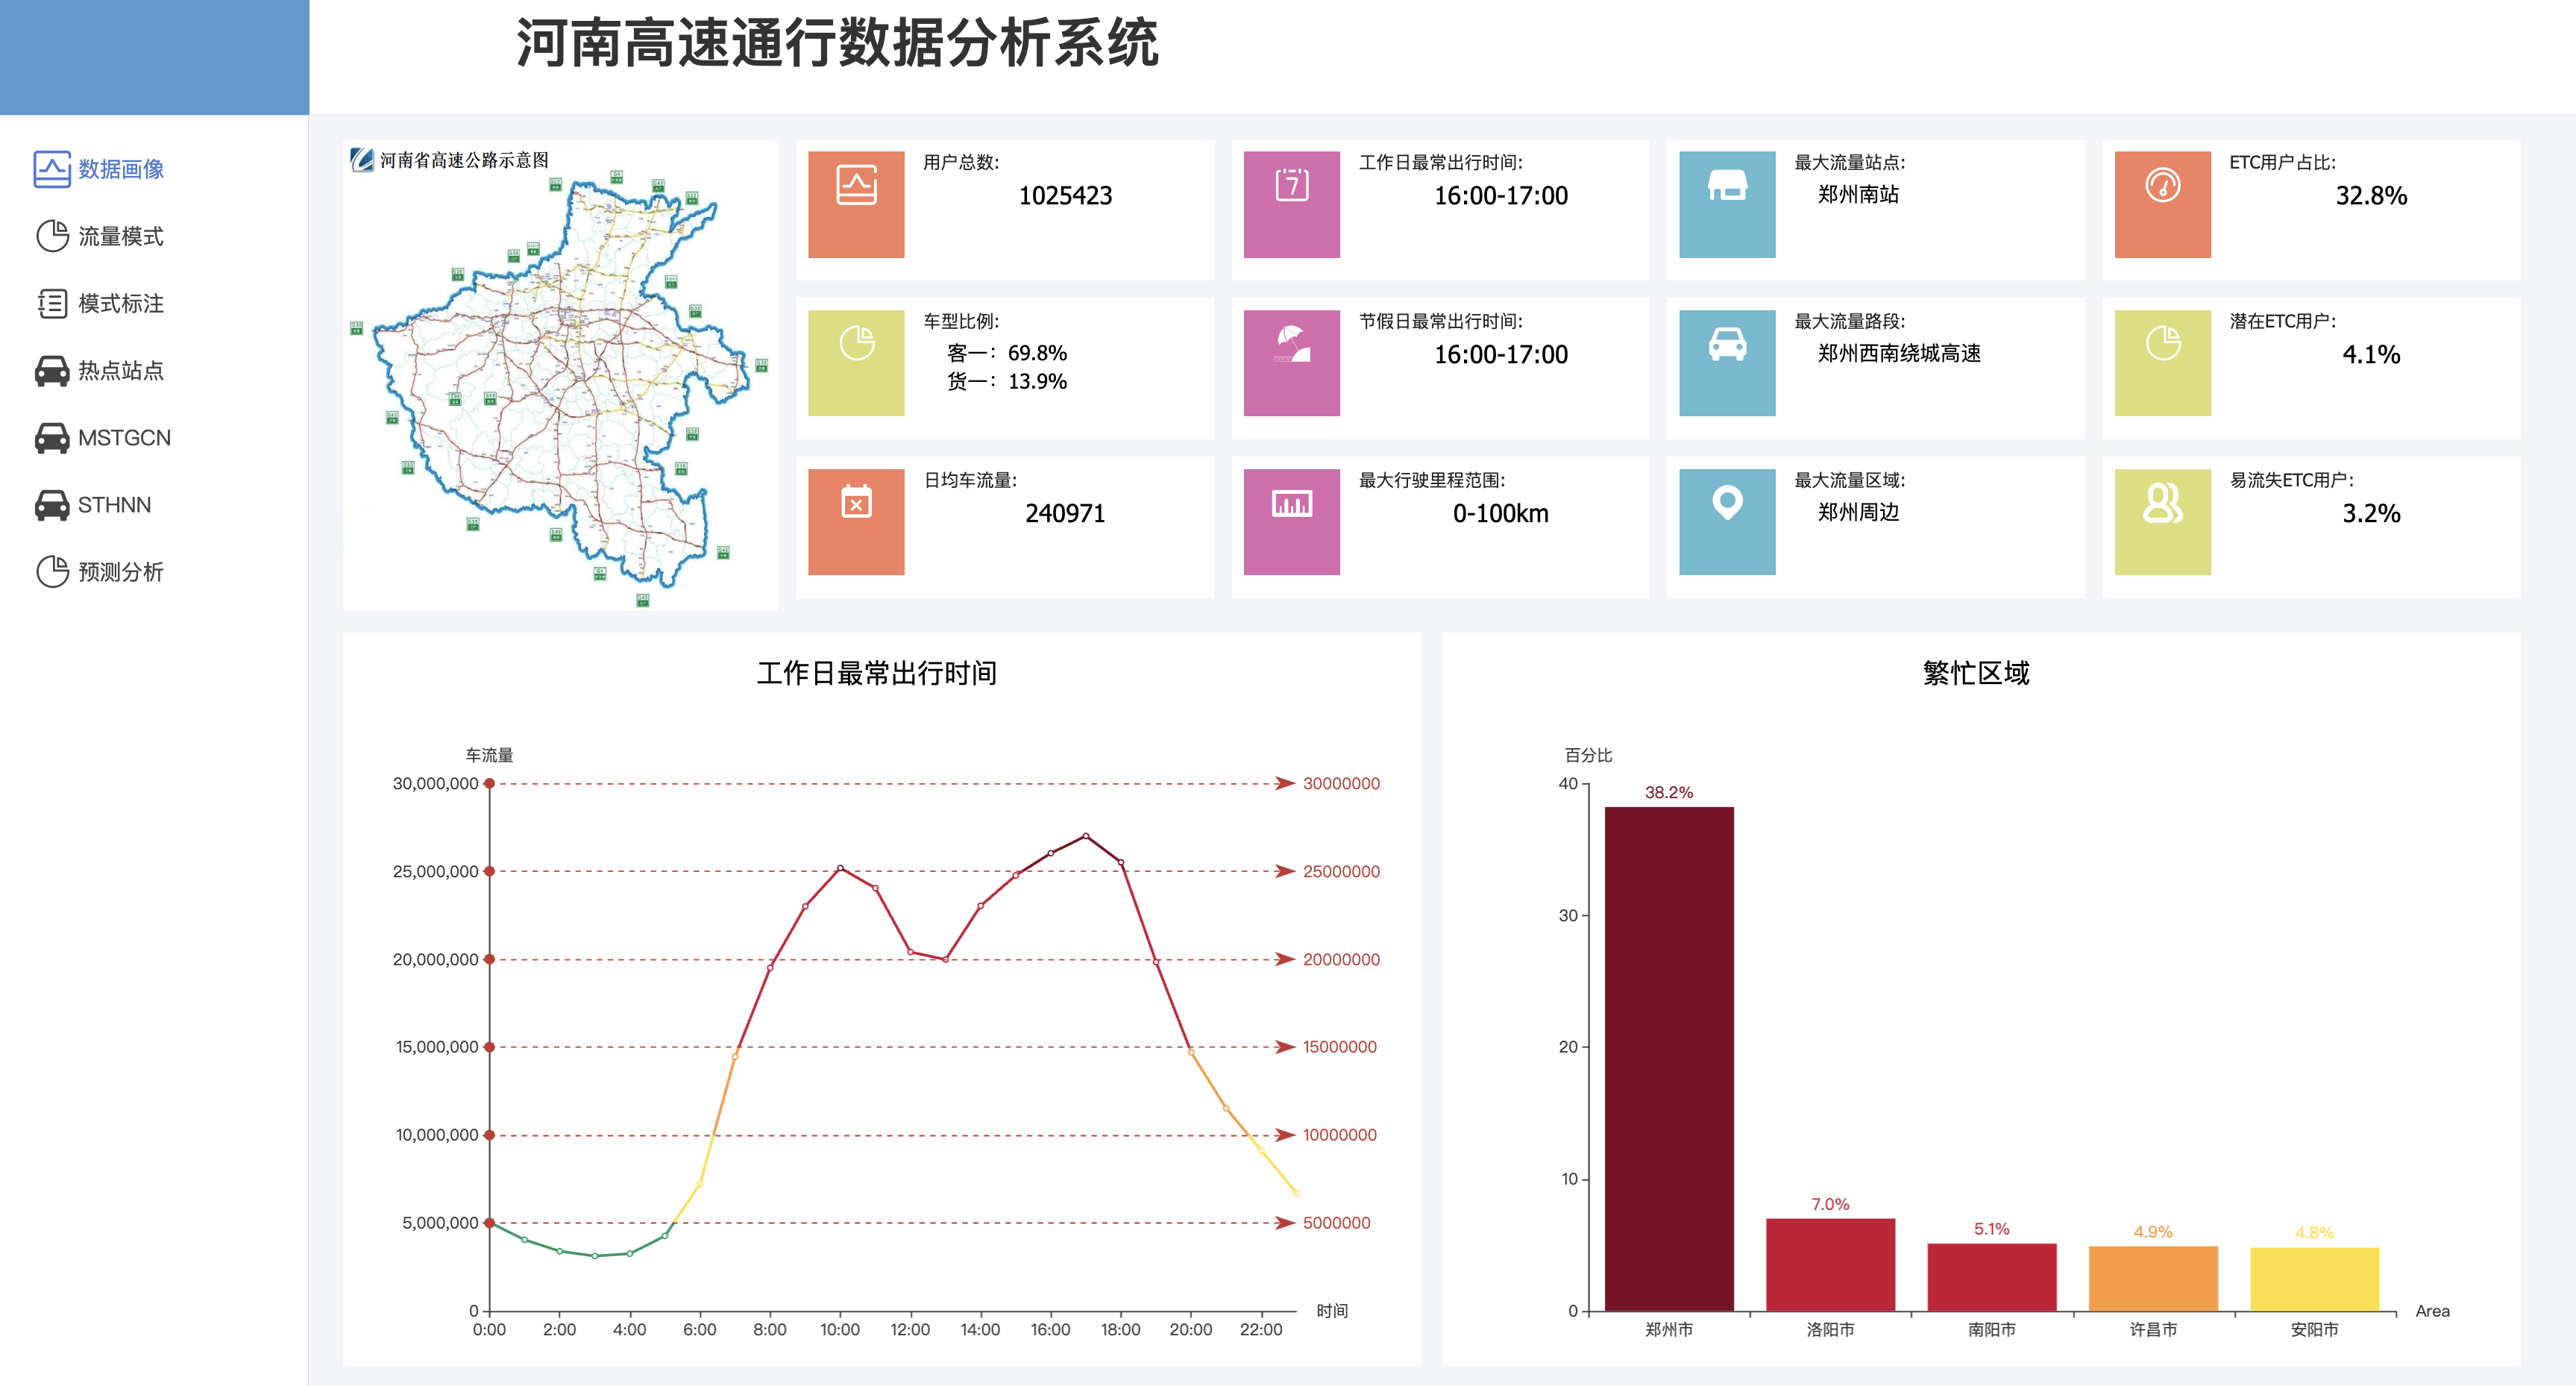 河南高速通行数据分析系统
数据画像
流量模式
模式标注
热点站点
MSTGCN
STHNN
预测分析
河南省高速公路示意图
用户总数:
1025423
工作日最常出行时间:
16:00-17:00
最大流量站点:
郑州南站
ETC用户占比:
32.8%
车型比例:
客一：69.8%
货一：13.9%
节假日最常出行时间:
16:00-17:00
最大流量路段:
郑州西南绕城高速
潜在ETC用户:
4.1%
日均车流量:
240971
最大行驶里程范围:
0-100km
最大流量区域:
郑州周边
易流失ETC用户:
3.2%
工作日最常出行时间
车流量
30,000,000
25,000,000
20,000,000
15,000,000
10,000,000
5,000,000
0
30000000
25000000
20000000
15000000
10000000
5000000
0:00 2:00 4:00 6:00 8:00 10:00 12:00 14:00 16:00 18:00 20:00 22:00
时间
繁忙区域
百分比
40
30
20
10
0
38.2%
7.0%
5.1%
4.9%
4.8%
郑州市 洛阳市 南阳市 许昌市 安阳市
Area